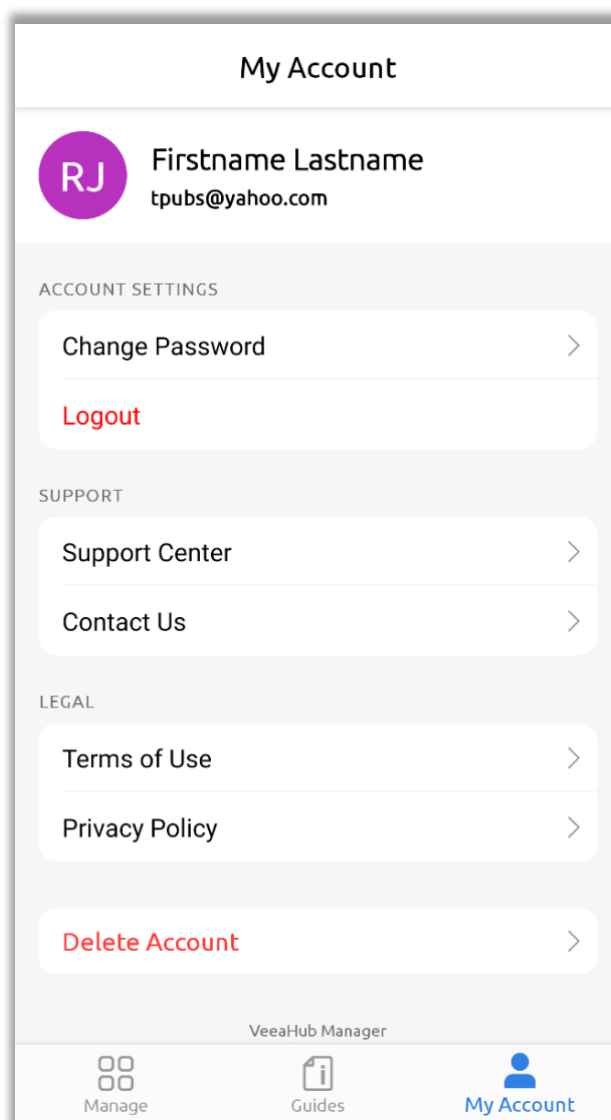 My Account
RJ
Firstname Lastname
tpubs@yahoo.com
ACCOUNT SETTINGS
Change Password
Logout
SUPPORT
Support Center
Contact Us
LEGAL
Terms of Use
Privacy Policy
Delete Account
VeeaHub Manager
Manage
Guides
My Account